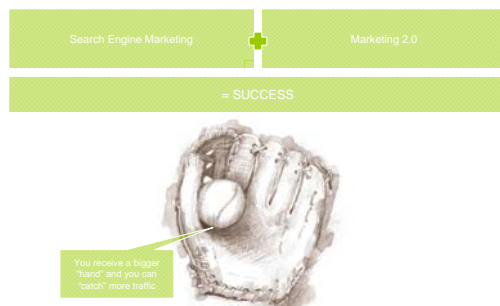 Search Engine Marketing
Marketing 2.0
= SUCCESS
You receive a bigger
“hand” and you can
“catch” more traffic